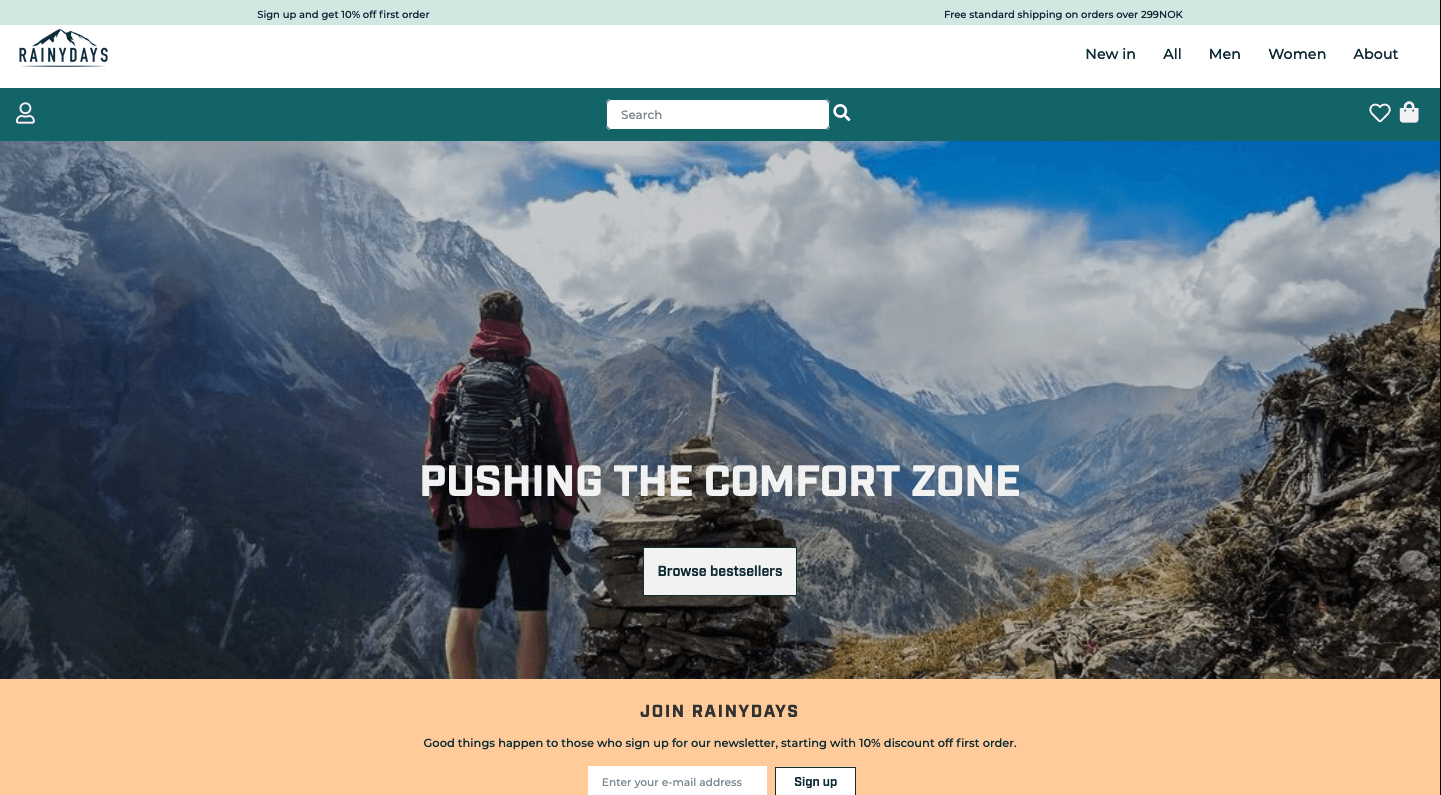 Sign up and get 10% off first order
Free standard shipping on orders over 299NOK
RAINYDAYS
New in
All
Men
Women
About
Search
PUSHING THE COMFORT ZONE
Browse bestsellers
JOIN RAINYDAYS
Good things happen to those who sign up for our newsletter, starting with 10% discount off first order.
Enter your e-mail address
Sign up